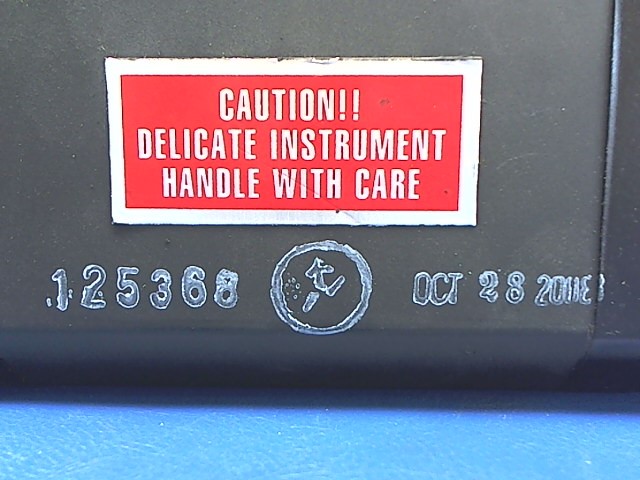 CAUTION!!
DELICATE INSTRUMENT
HANDLE WITH CARE
125368
OCT 28